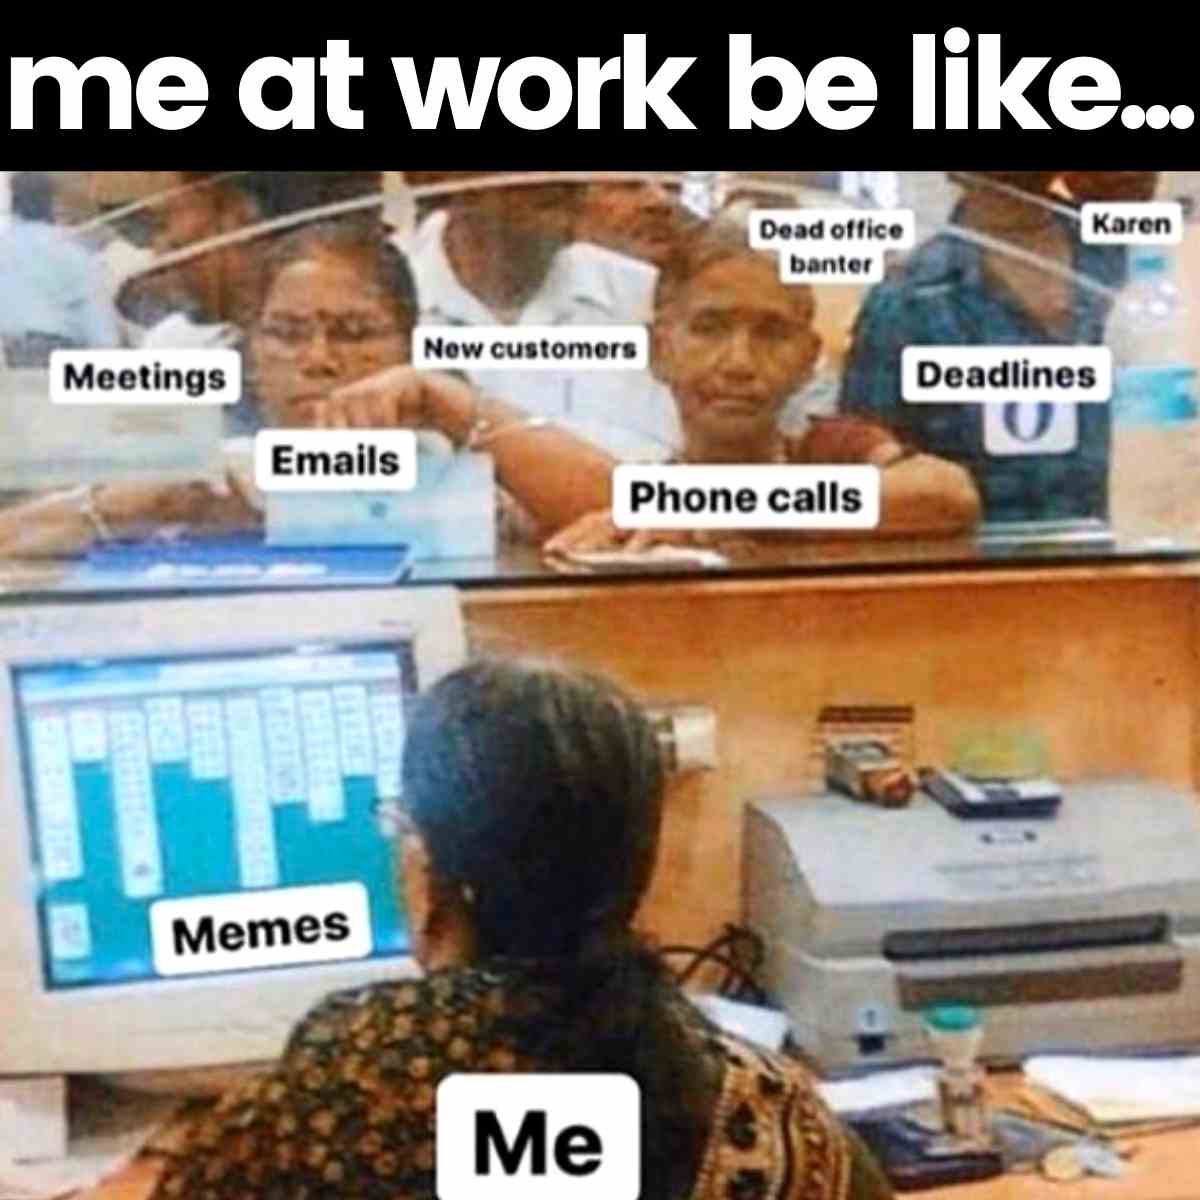 me at work be like...
Dead office
banter
Karen
New customers
Meetings
Deadlines
Emails
Phone calls
Memes
Me